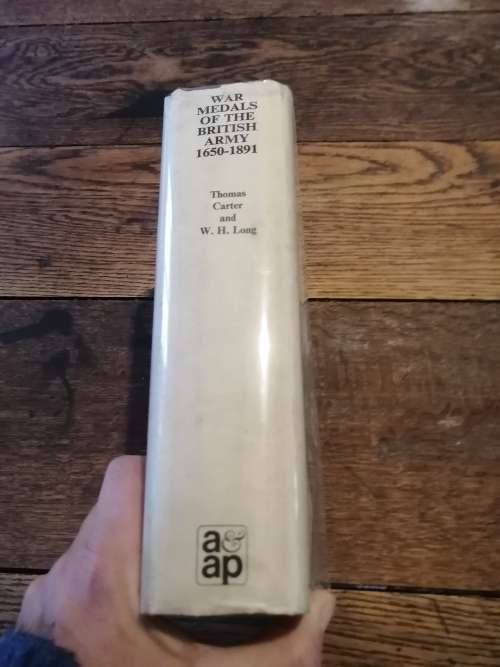 WAR
MEDALS
OF THE
BRITISH
ARMY
1650-1891
Thomas
Carter
and
W. H. Long
a&
ap